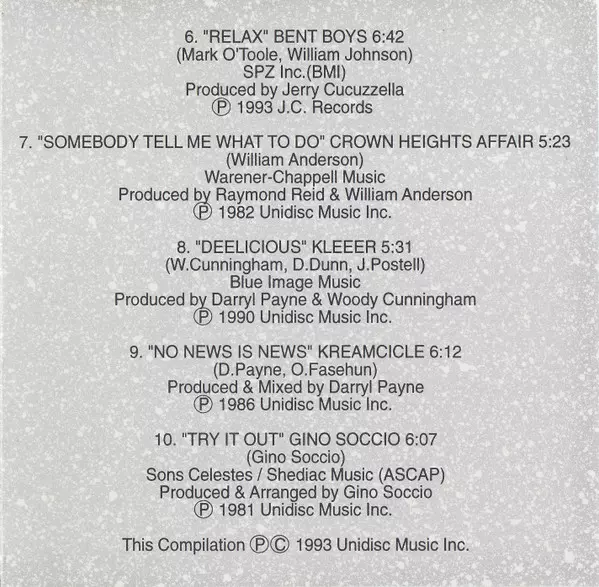 6. "RELAX" BENT BOYS 6:42
(Mark O'Toole, William Johnson)
SPZ Inc.(BMI)
Produced by Jerry Cucuzzella
Ⓟ 1993 J.C. Records
7. "SOMEBODY TELL ME WHAT TO DO" CROWN HEIGHTS AFFAIR 5:23
(William Anderson)
Warener-Chappell Music
Produced by Raymond Reid & William Anderson
Ⓟ 1982 Unidisc Music Inc.
8. "DEELICIOUS" KLEEER 5:31
(W.Cunningham, D.Dunn, J.Postell)
Blue Image Music
Produced by Darryl Payne & Woody Cunningham
Ⓟ 1990 Unidisc Music Inc.
9. "NO NEWS IS NEWS" KREAMCICLE 6:12
(D.Payne, O.Fasehun)
Produced & Mixed by Darryl Payne
Ⓟ 1986 Unidisc Music Inc.
10. "TRY IT OUT" GINO SOCCIO 6:07
(Gino Soccio)
Sons Celestes / Shediac Music (ASCAP)
Produced & Arranged by Gino Soccio
Ⓟ 1981 Unidisc Music Inc.
This Compilation ⓅⒸ 1993 Unidisc Music Inc.